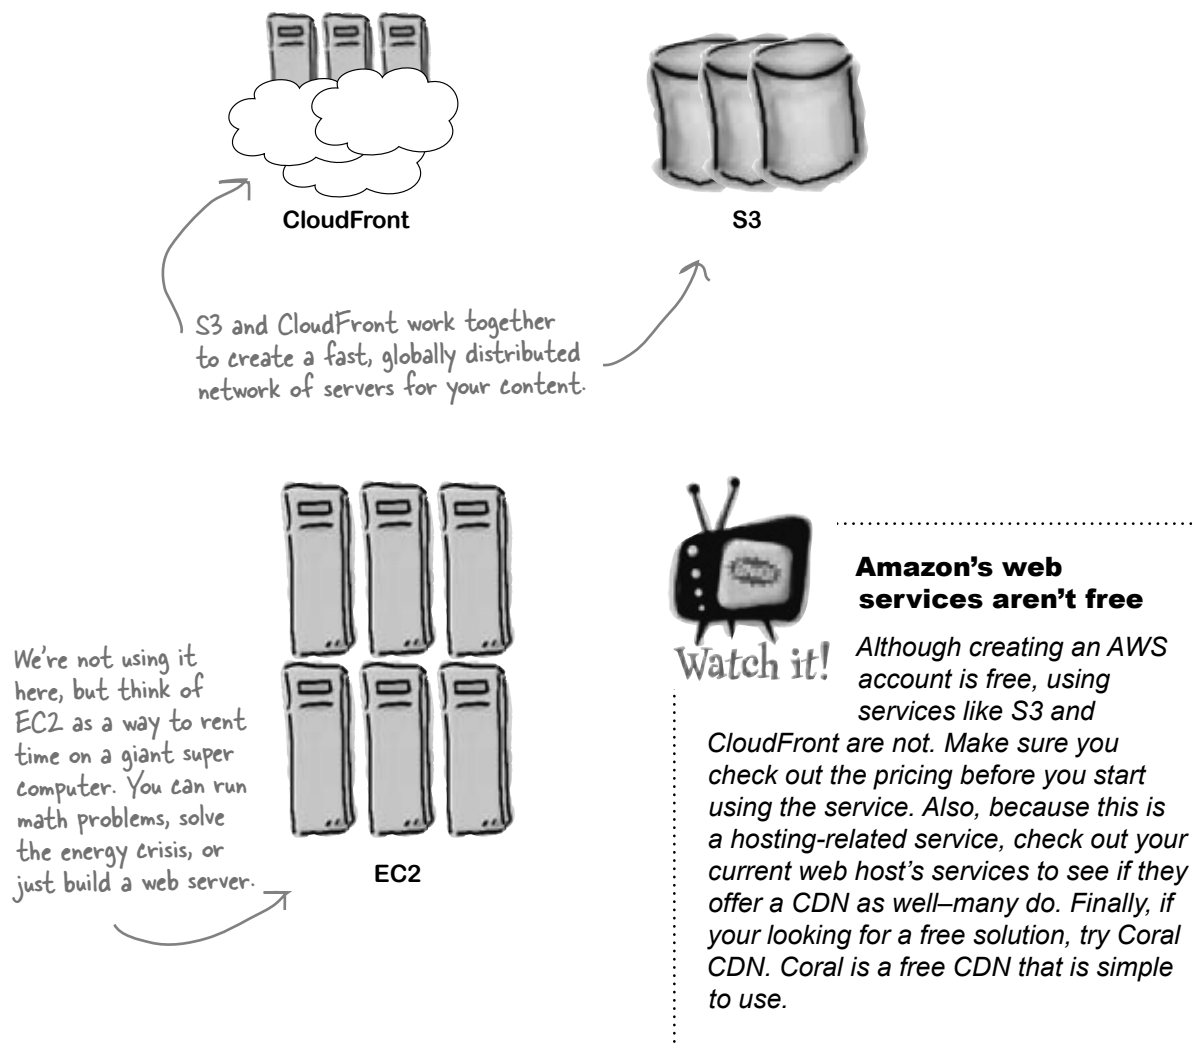 CloudFront
S3
S3 and CloudFront work together
to create a fast, globally distributed
network of servers for your content.
We're not using it
here, but think of
EC2 as a way to rent
time on a giant super
computer. You can run
math problems, solve
the energy crisis, or
just build a web server.
EC2
Watch it!
Amazon's web
services aren't free
Although creating an AWS
account is free, using
services like S3 and
CloudFront are not. Make sure you
check out the pricing before you start
using the service. Also, because this is
a hosting-related service, check out your
current web host's services to see if they
offer a CDN as well–many do. Finally, if
your looking for a free solution, try Coral
CDN. Coral is a free CDN that is simple
to use.